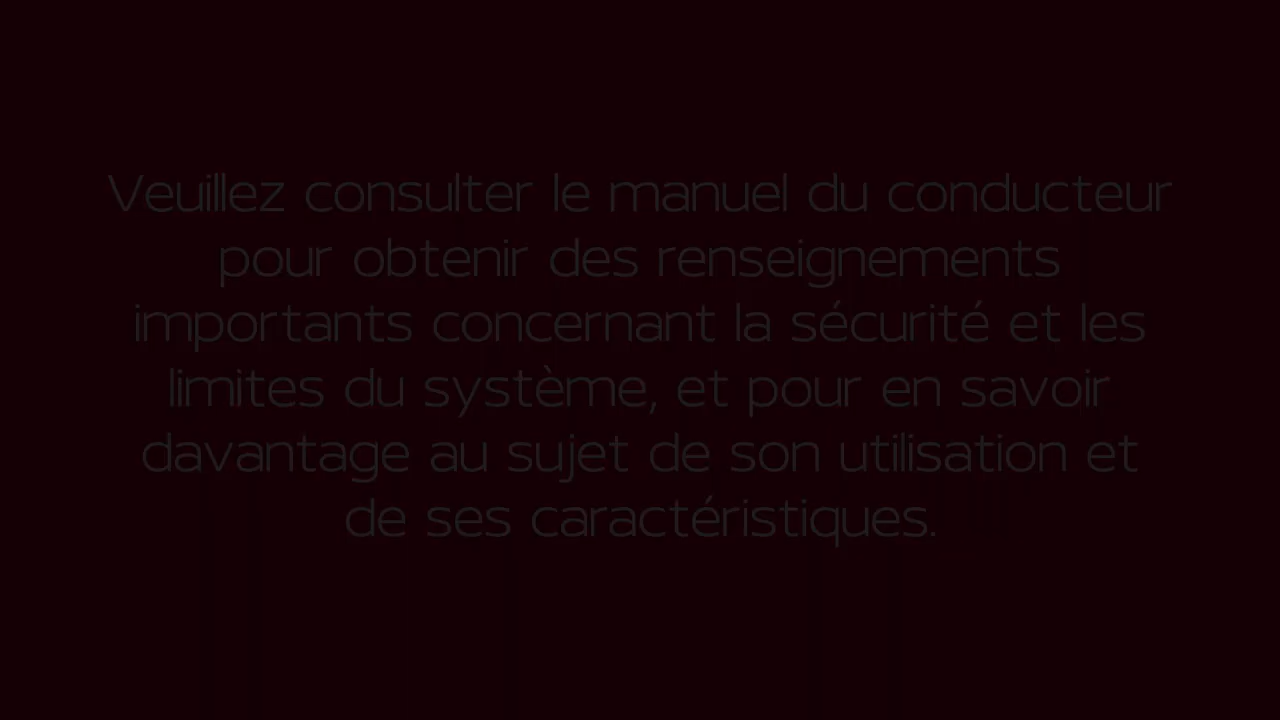 Veuillez consulter le manuel du conducteur
pour obtenir des renseignements
importants concernant la sécurité et les
limites du système, et pour en savoir
davantage au sujet de son utilisation et
de ses caractéristiques.